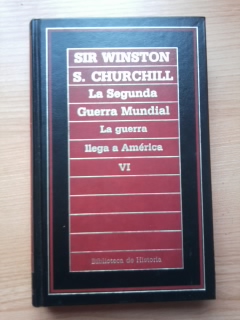 SIR WINSTON
S. CHURCHILL
La Segunda
Guerra Mundial
La guerra
llega a América
VI
Biblioteca de Historia